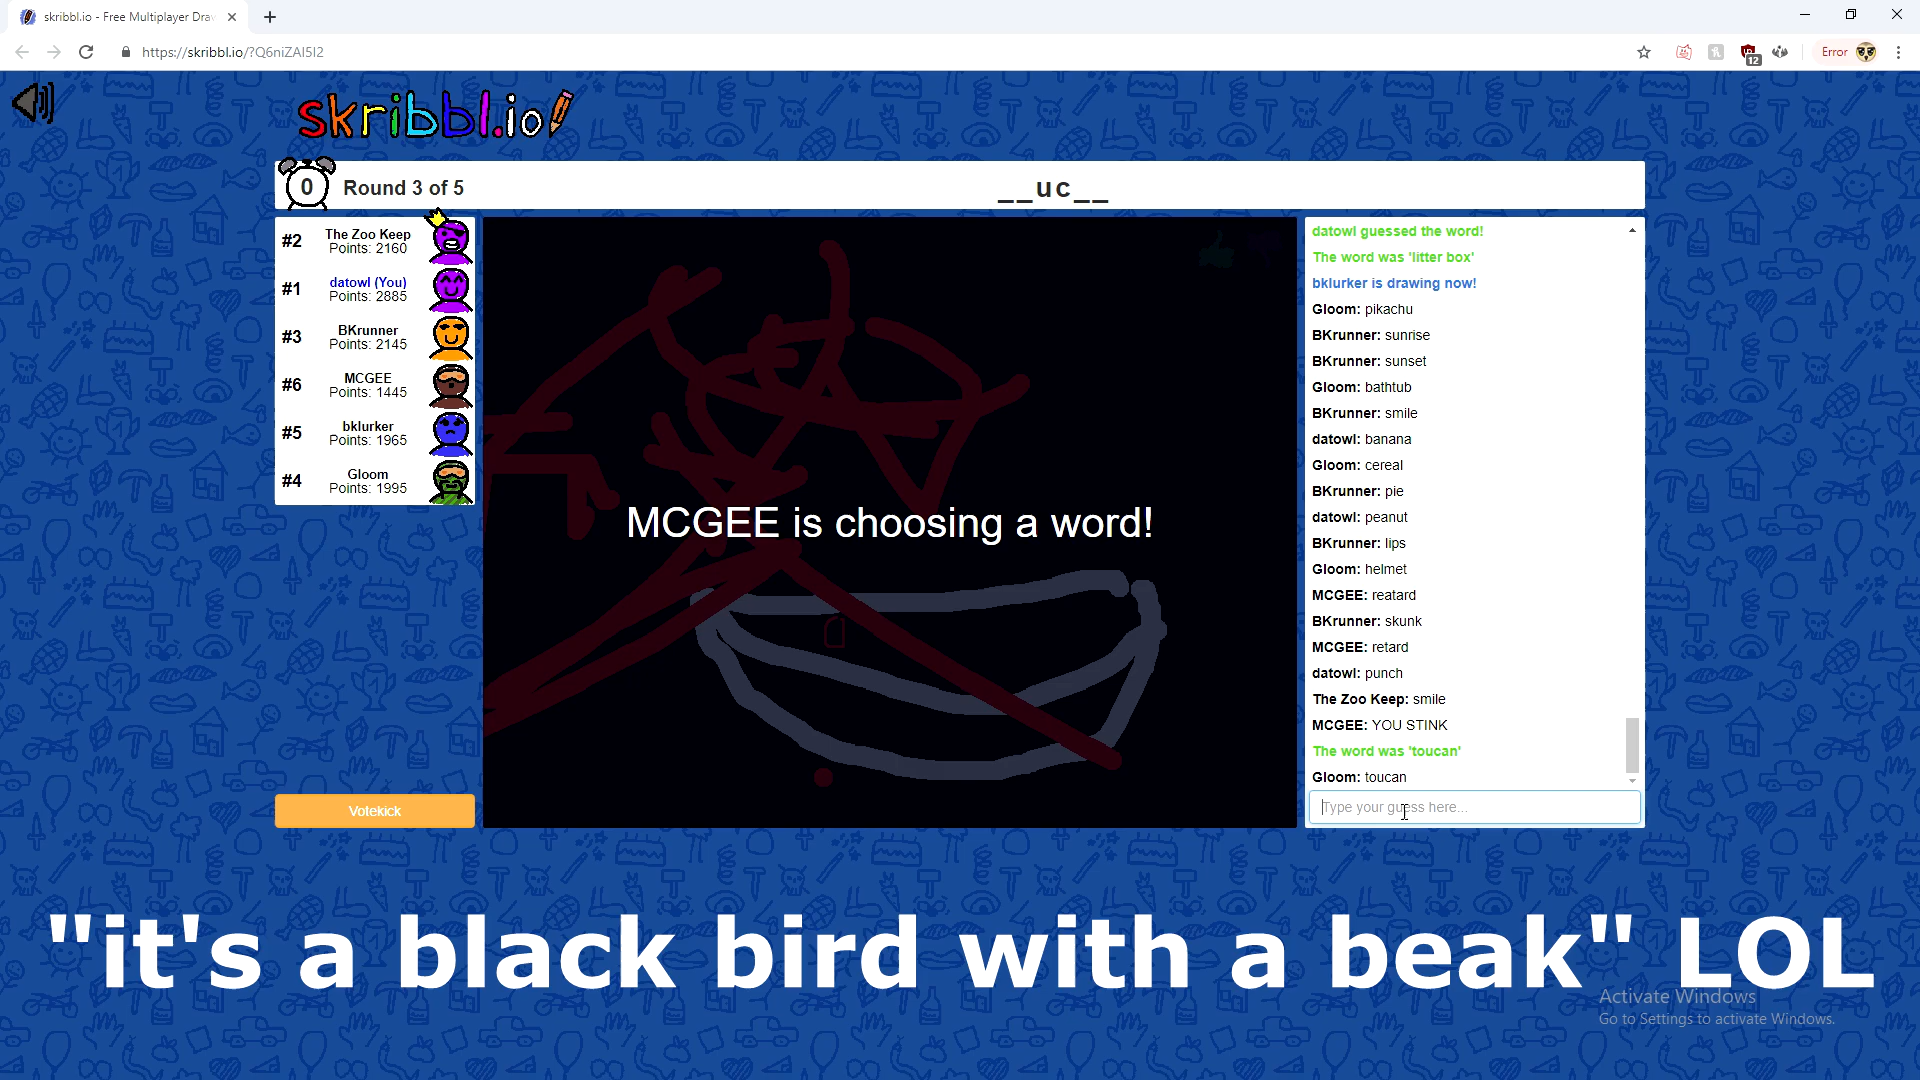 skribbl.io - Free Multiplayer Dra
https://skribbl.io/?Q6niZAI5I2
12
Error
skribbl.io
0
Round 3 of 5
__uc__
#2
The Zoo Keep
Points: 2160
#1
datowl (You)
Points: 2885
#3
BKrunner
Points: 2145
#6
MCGEE
Points: 1445
#5
bklurker
Points: 1965
#4
Gloom
Points: 1995
Votekick
MCGEE is choosing a word!
datowl guessed the word!
The word was 'litter box'
bklurker is drawing now!
Gloom: pikachu
BKrunner: sunrise
BKrunner: sunset
Gloom: bathtub
BKrunner: smile
datowl: banana
Gloom: cereal
BKrunner: pie
datowl: peanut
BKrunner: lips
Gloom: helmet
MCGEE: reatard
BKrunner: skunk
MCGEE: retard
datowl: punch
The Zoo Keep: smile
MCGEE: YOU STINK
The word was 'toucan'
Gloom: toucan
Type your guess here...
"it's a black bird with a beak" LOL
Activate Windows
Go to Settings to activate Windows.